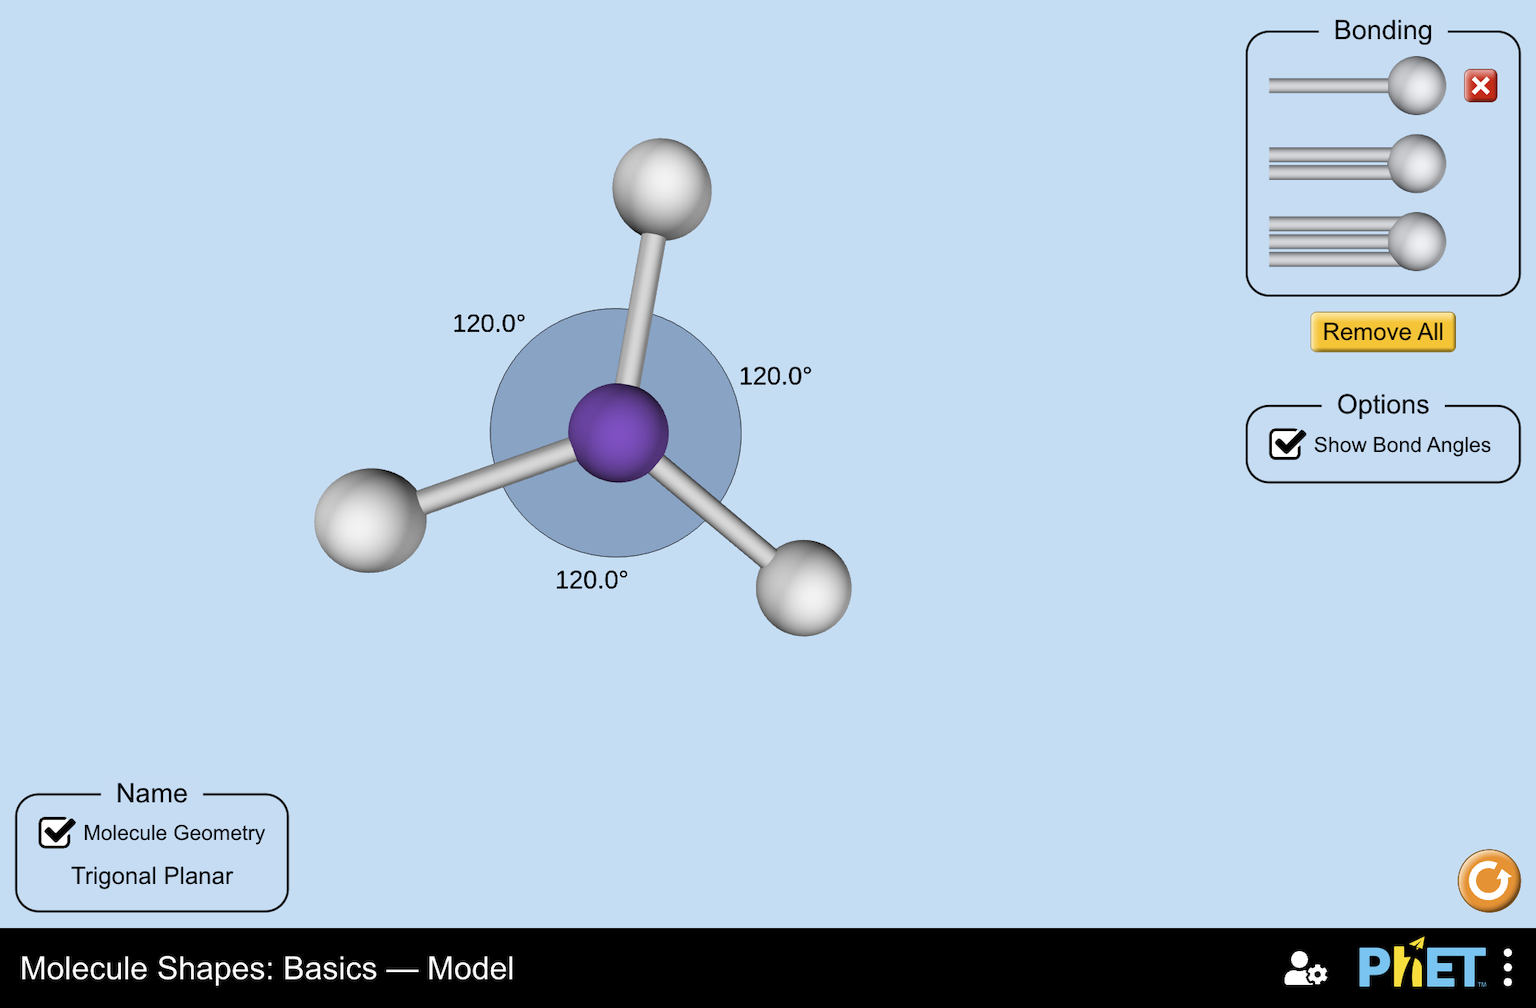 Bonding
Remove All
Options
Show Bond Angles
120.0°
120.0°
120.0°
Name
Molecule Geometry
Trigonal Planar
Molecule Shapes: Basics — Model
PhET™